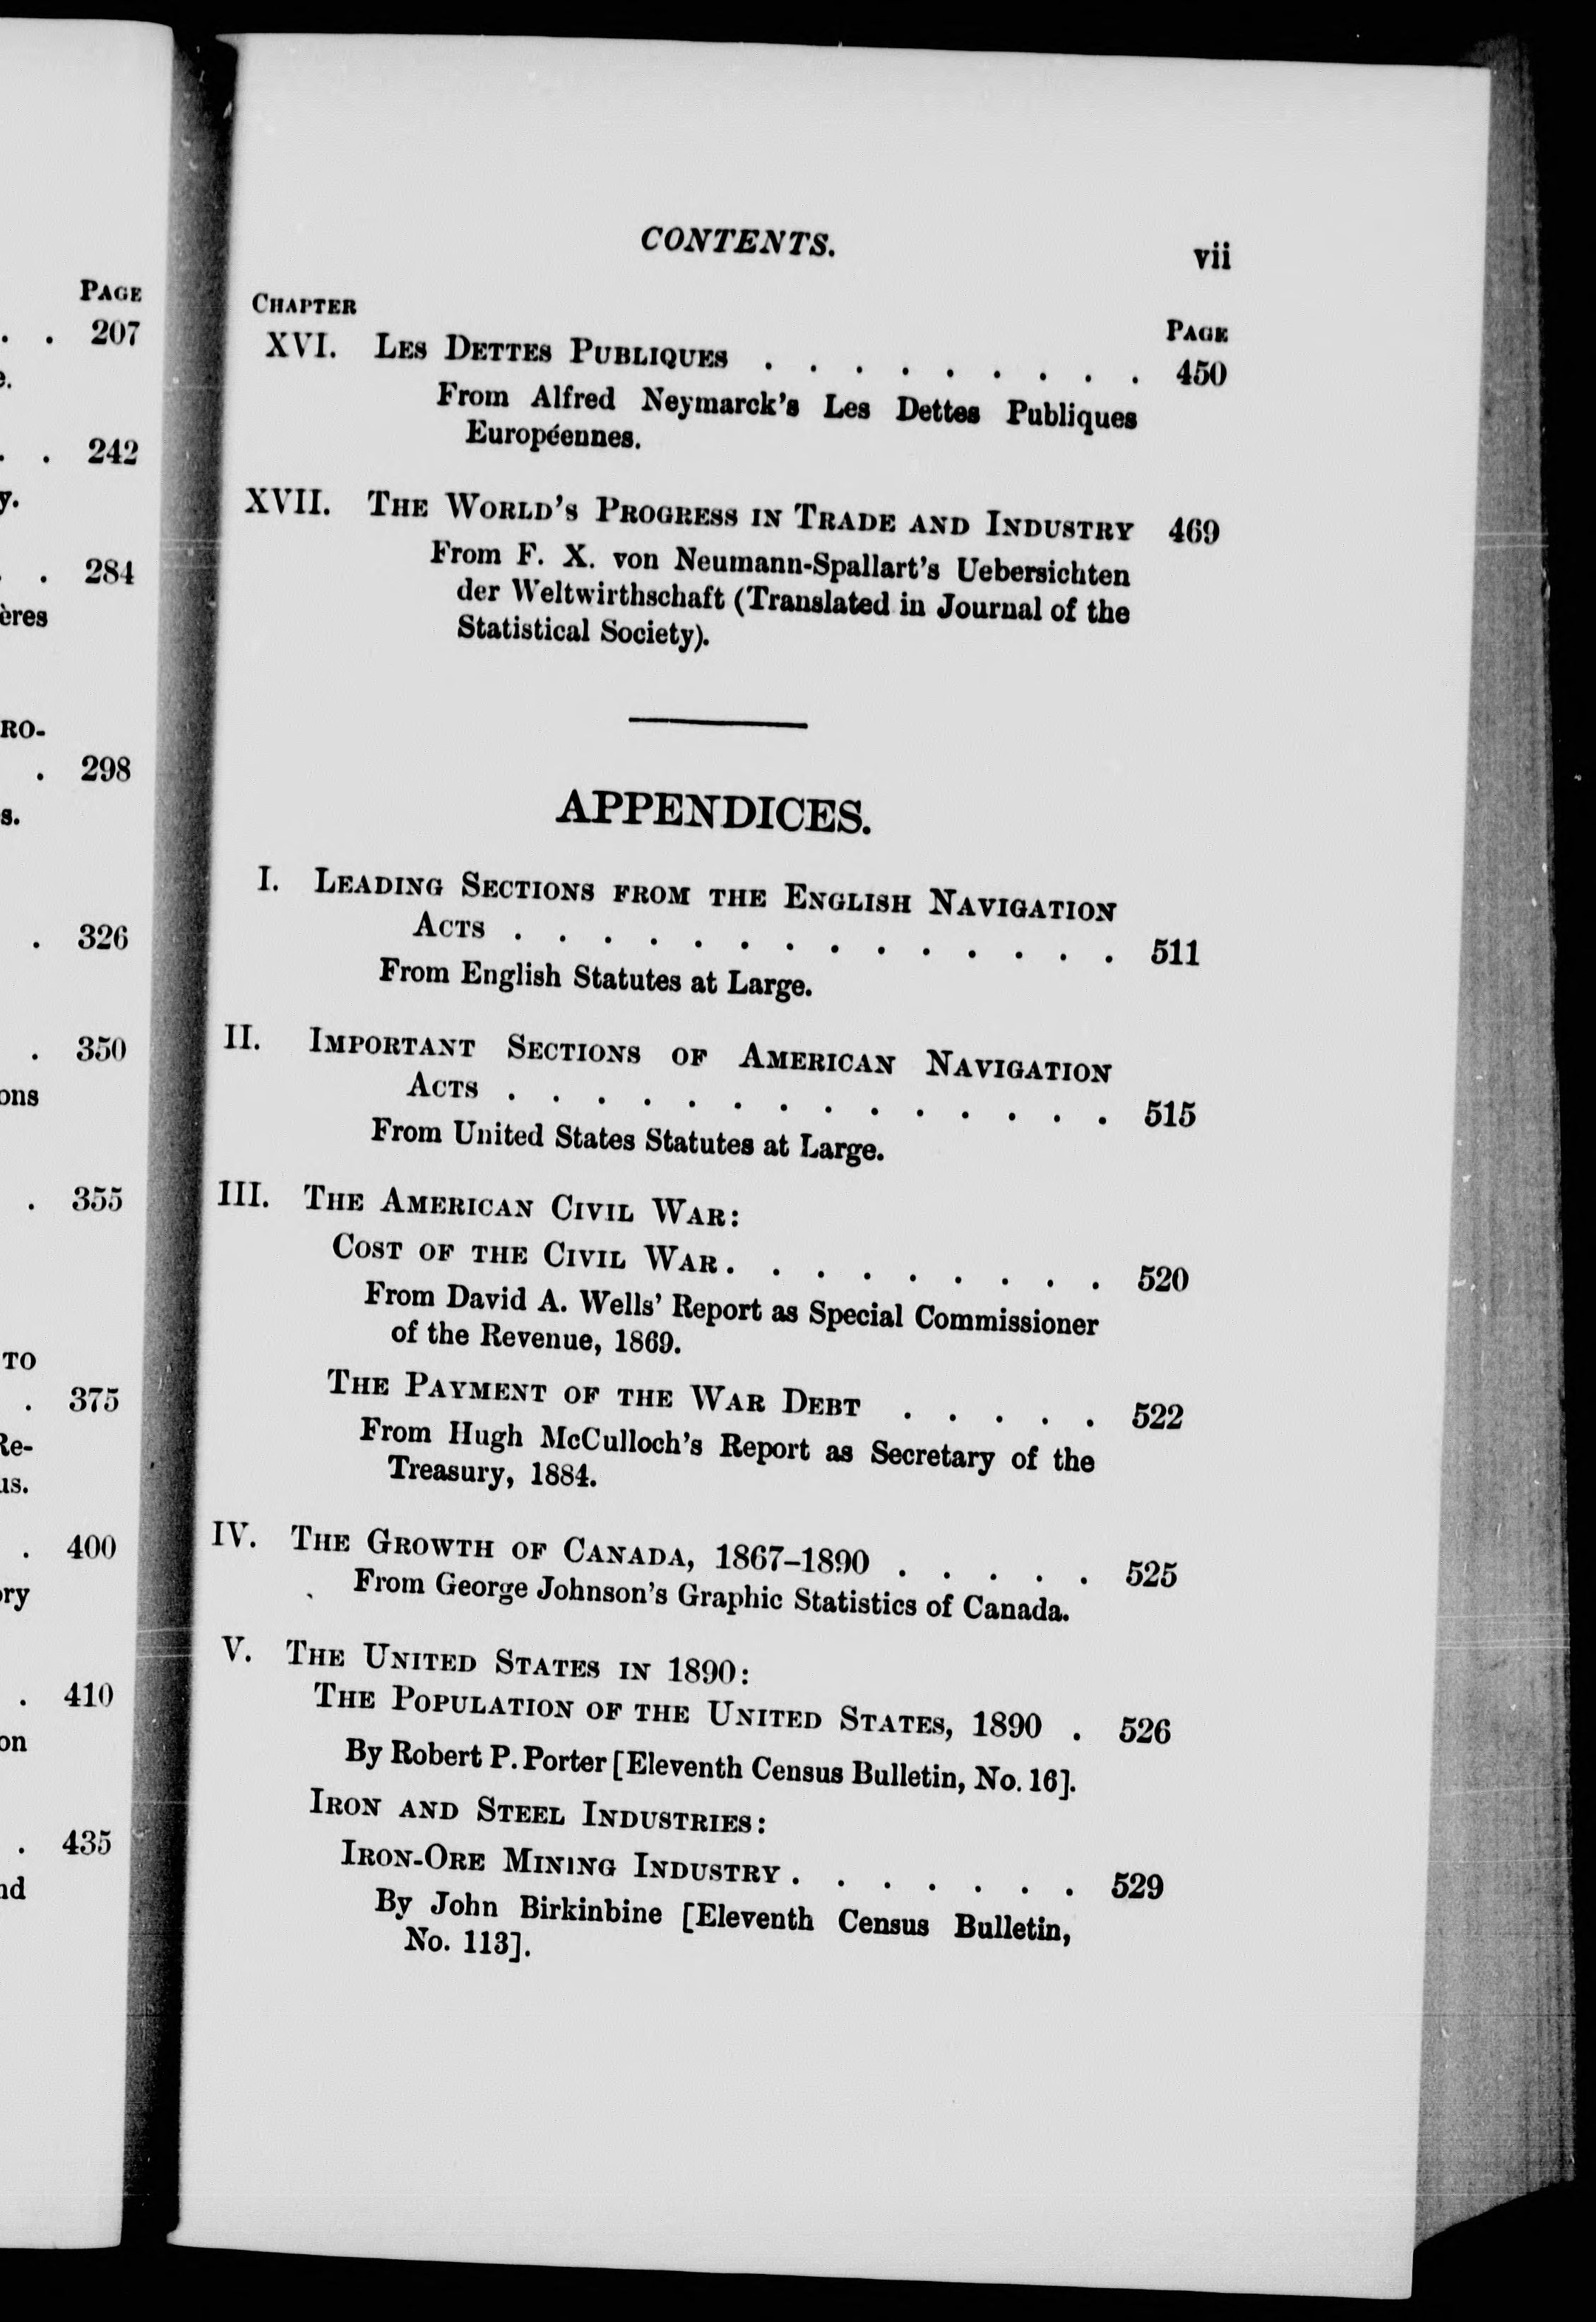 PAGE
. . 207
. . 242
y.
. . 284
ères
RO-
. 298
s.
. 326
. 350
ons
. 355
TO
. 375
Re-
us.
. 400
ory
. 410
on
. 435
nd
CONTENTS. vii
CHAPTER PAGE
XVI. LES DETTES PUBLIQUES . . . . . . . . . 450
From Alfred Neymarck's Les Dettes Publiques
Européennes.
XVII. THE WORLD'S PROGRESS IN TRADE AND INDUSTRY 469
From F. X. von Neumann-Spallart's Uebersichten
der Weltwirthschaft (Translated in Journal of the
Statistical Society).
APPENDICES.
I. LEADING SECTIONS FROM THE ENGLISH NAVIGATION
ACTS . . . . . . . . . . . . . . 511
From English Statutes at Large.
II. IMPORTANT SECTIONS OF AMERICAN NAVIGATION
ACTS . . . . . . . . . . . . . . 515
From United States Statutes at Large.
III. THE AMERICAN CIVIL WAR:
COST OF THE CIVIL WAR . . . . . . . . . 520
From David A. Wells' Report as Special Commissioner
of the Revenue, 1869.
THE PAYMENT OF THE WAR DEBT . . . . . 522
From Hugh McCulloch's Report as Secretary of the
Treasury, 1884.
IV. THE GROWTH OF CANADA, 1867–1890 . . . . . 525
From George Johnson's Graphic Statistics of Canada.
V. THE UNITED STATES IN 1890:
THE POPULATION OF THE UNITED STATES, 1890 . 526
By Robert P. Porter [Eleventh Census Bulletin, No. 16].
IRON AND STEEL INDUSTRIES:
IRON-ORE MINING INDUSTRY . . . . . . . 529
By John Birkinbine [Eleventh Census Bulletin,
No. 113].